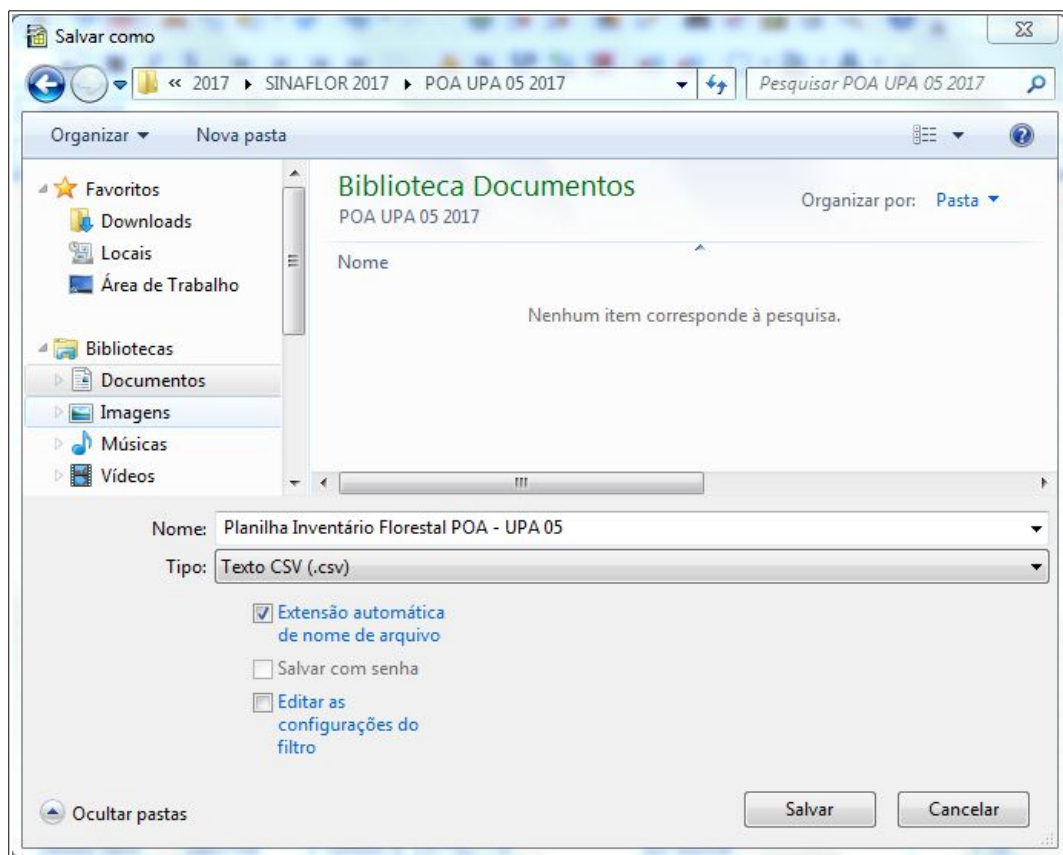 Salvar como
« 2017 ▸ SINAFLOR 2017 ▸ POA UPA 05 2017
Pesquisar POA UPA 05 2017
Organizar
Nova pasta
Favoritos
Downloads
Locais
Área de Trabalho
Bibliotecas
Documentos
Imagens
Músicas
Vídeos
Biblioteca Documentos
POA UPA 05 2017
Organizar por: Pasta
Nome
Nenhum item corresponde à pesquisa.
Nome: Planilha Inventário Florestal POA - UPA 05
Tipo: Texto CSV (.csv)
Extensão automática
de nome de arquivo
Salvar com senha
Editar as
configurações do
filtro
Ocultar pastas
Salvar
Cancelar